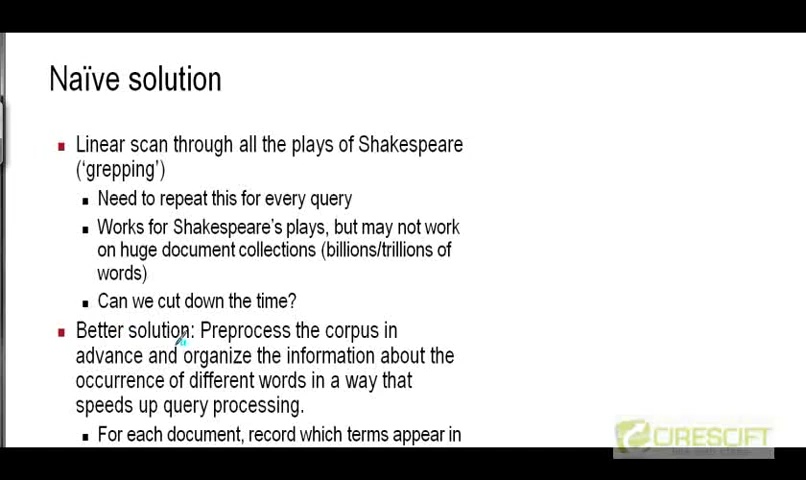 Naïve solution
Linear scan through all the plays of Shakespeare
(‘grepping’)
Need to repeat this for every query
Works for Shakespeare’s plays, but may not work
on huge document collections (billions/trillions of
words)
Can we cut down the time?
Better solution: Preprocess the corpus in
advance and organize the information about the
occurrence of different words in a way that
speeds up query processing.
For each document, record which terms appear in